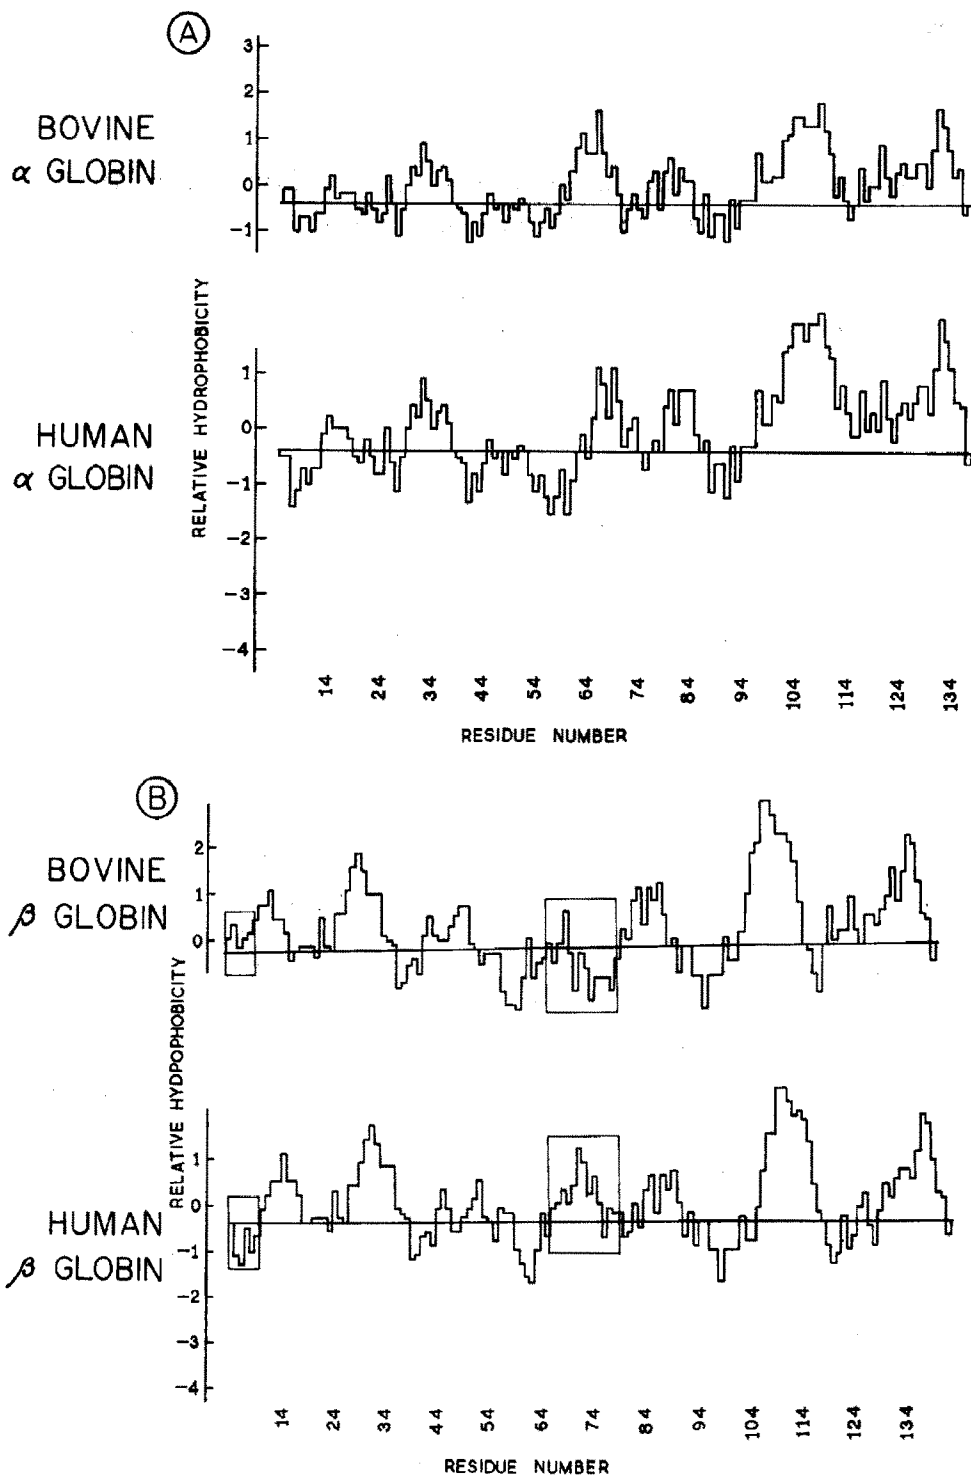 A
3
2
1
0
-1
BOVINE
α GLOBIN
RELATIVE HYDROPHOBICITY
1
0
-1
-2
-3
-4
HUMAN
α GLOBIN
14 24 34 44 54 64 74 84 94 104 114 124 134
RESIDUE NUMBER
B
2
1
0
BOVINE
β GLOBIN
RELATIVE HYDPOPHOBICITY
1
0
-1
-2
-3
-4
HUMAN
β GLOBIN
14 24 34 44 54 64 74 84 94 104 114 124 134
RESIDUE NUMBER